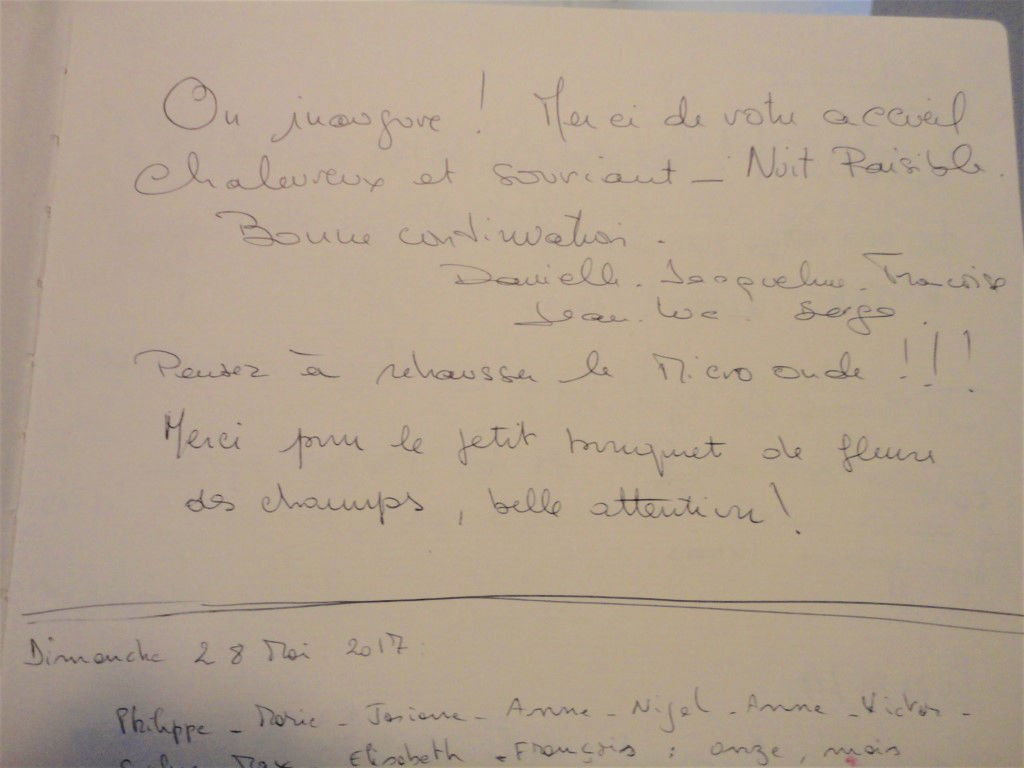 On inaugure ! Merci de votre accueil
chaleureux et souriant - Nuit Paisible.
Bonne continuation.
Danielle. Jacqueline. Françoise
Jean-Luc. Serge.
Pensez à rehausser le Micro onde !!!
Merci pour le petit bouquet de fleurs
des champs, belle attention !
Dimanche 28 Mai 2017:
Philippe - Marie - Josiane - Anne - Nigel - Anne - Victor -
Max - Elisabeth - François : onze, mais